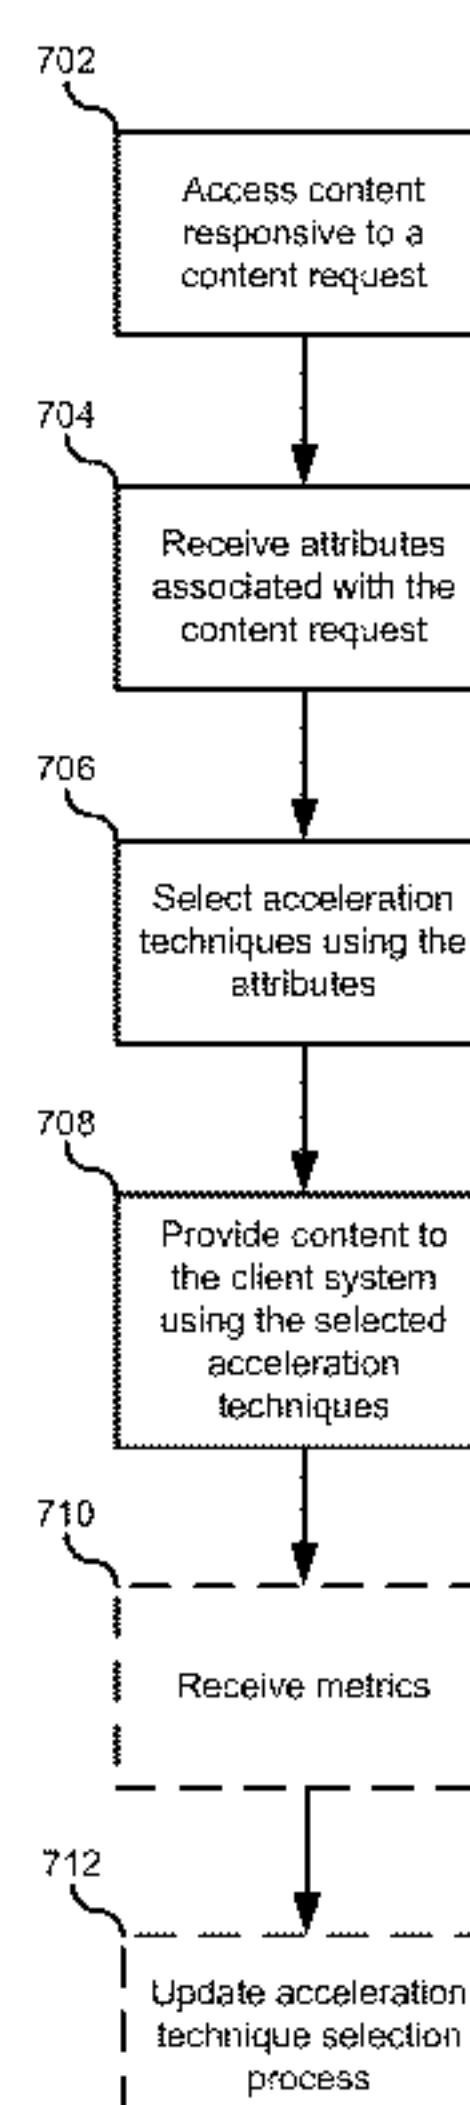 702
Access content
responsive to a
content request
704
Receive attributes
associated with the
content request
706
Select acceleration
techniques using the
attributes
708
Provide content to
the client system
using the selected
acceleration
techniques
710
Receive metrics
712
Update acceleration
technique selection
process